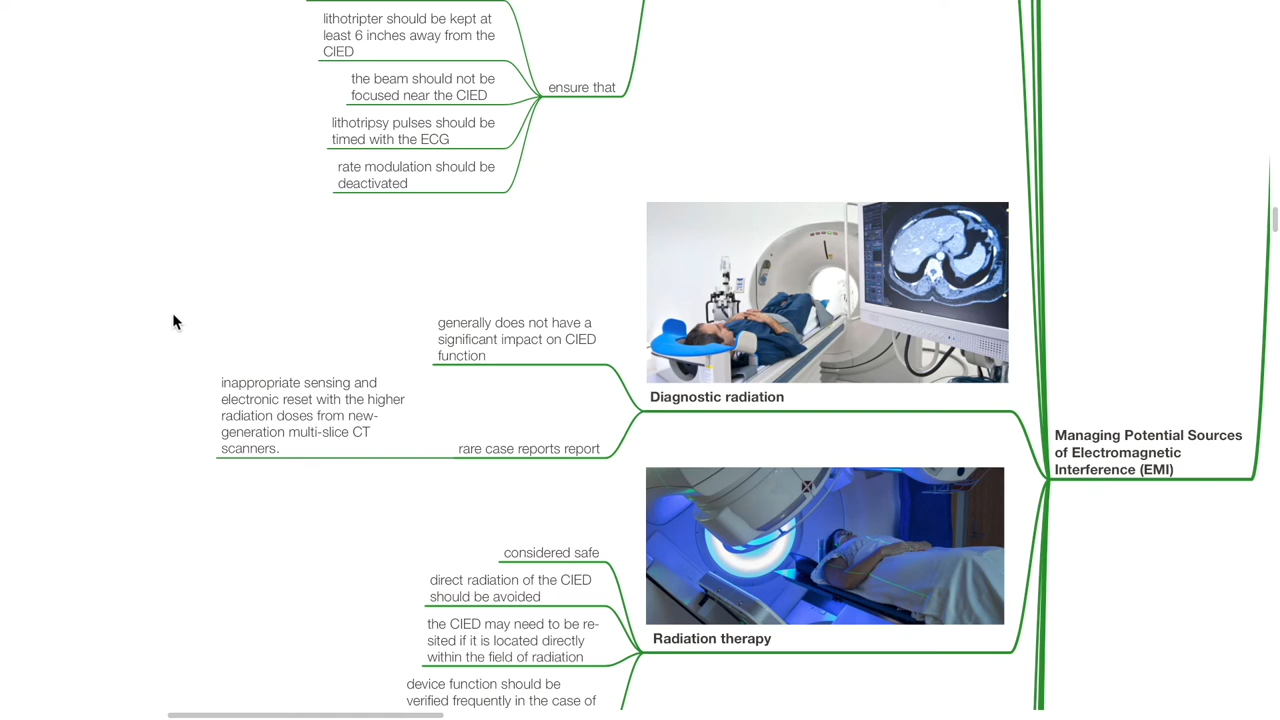 lithotripter should be kept at
least 6 inches away from the
CIED
the beam should not be
focused near the CIED
lithotripsy pulses should be
timed with the ECG
rate modulation should be
deactivated
ensure that
Diagnostic radiation
generally does not have a
significant impact on CIED
function
inappropriate sensing and
electronic reset with the higher
radiation doses from new-
generation multi-slice CT
scanners.
rare case reports report
Managing Potential Sources
of Electromagnetic
Interference (EMI)
considered safe
direct radiation of the CIED
should be avoided
the CIED may need to be re-
sited if it is located directly
within the field of radiation
device function should be
verified frequently in the case of
Radiation therapy